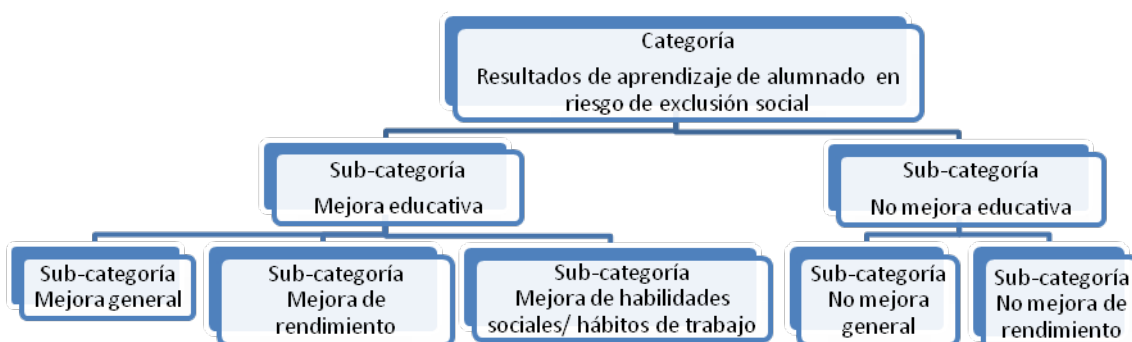 Categoría
Resultados de aprendizaje de alumnado en
riesgo de exclusión social
Sub-categoría
Mejora educativa
Sub-categoría
No mejora educativa
Sub-categoría
Mejora general
Sub-categoría
Mejora de
rendimiento
Sub-categoría
Mejora de habilidades
sociales/ hábitos de trabajo
Sub-categoría
No mejora
general
Sub-categoría
No mejora de
rendimiento